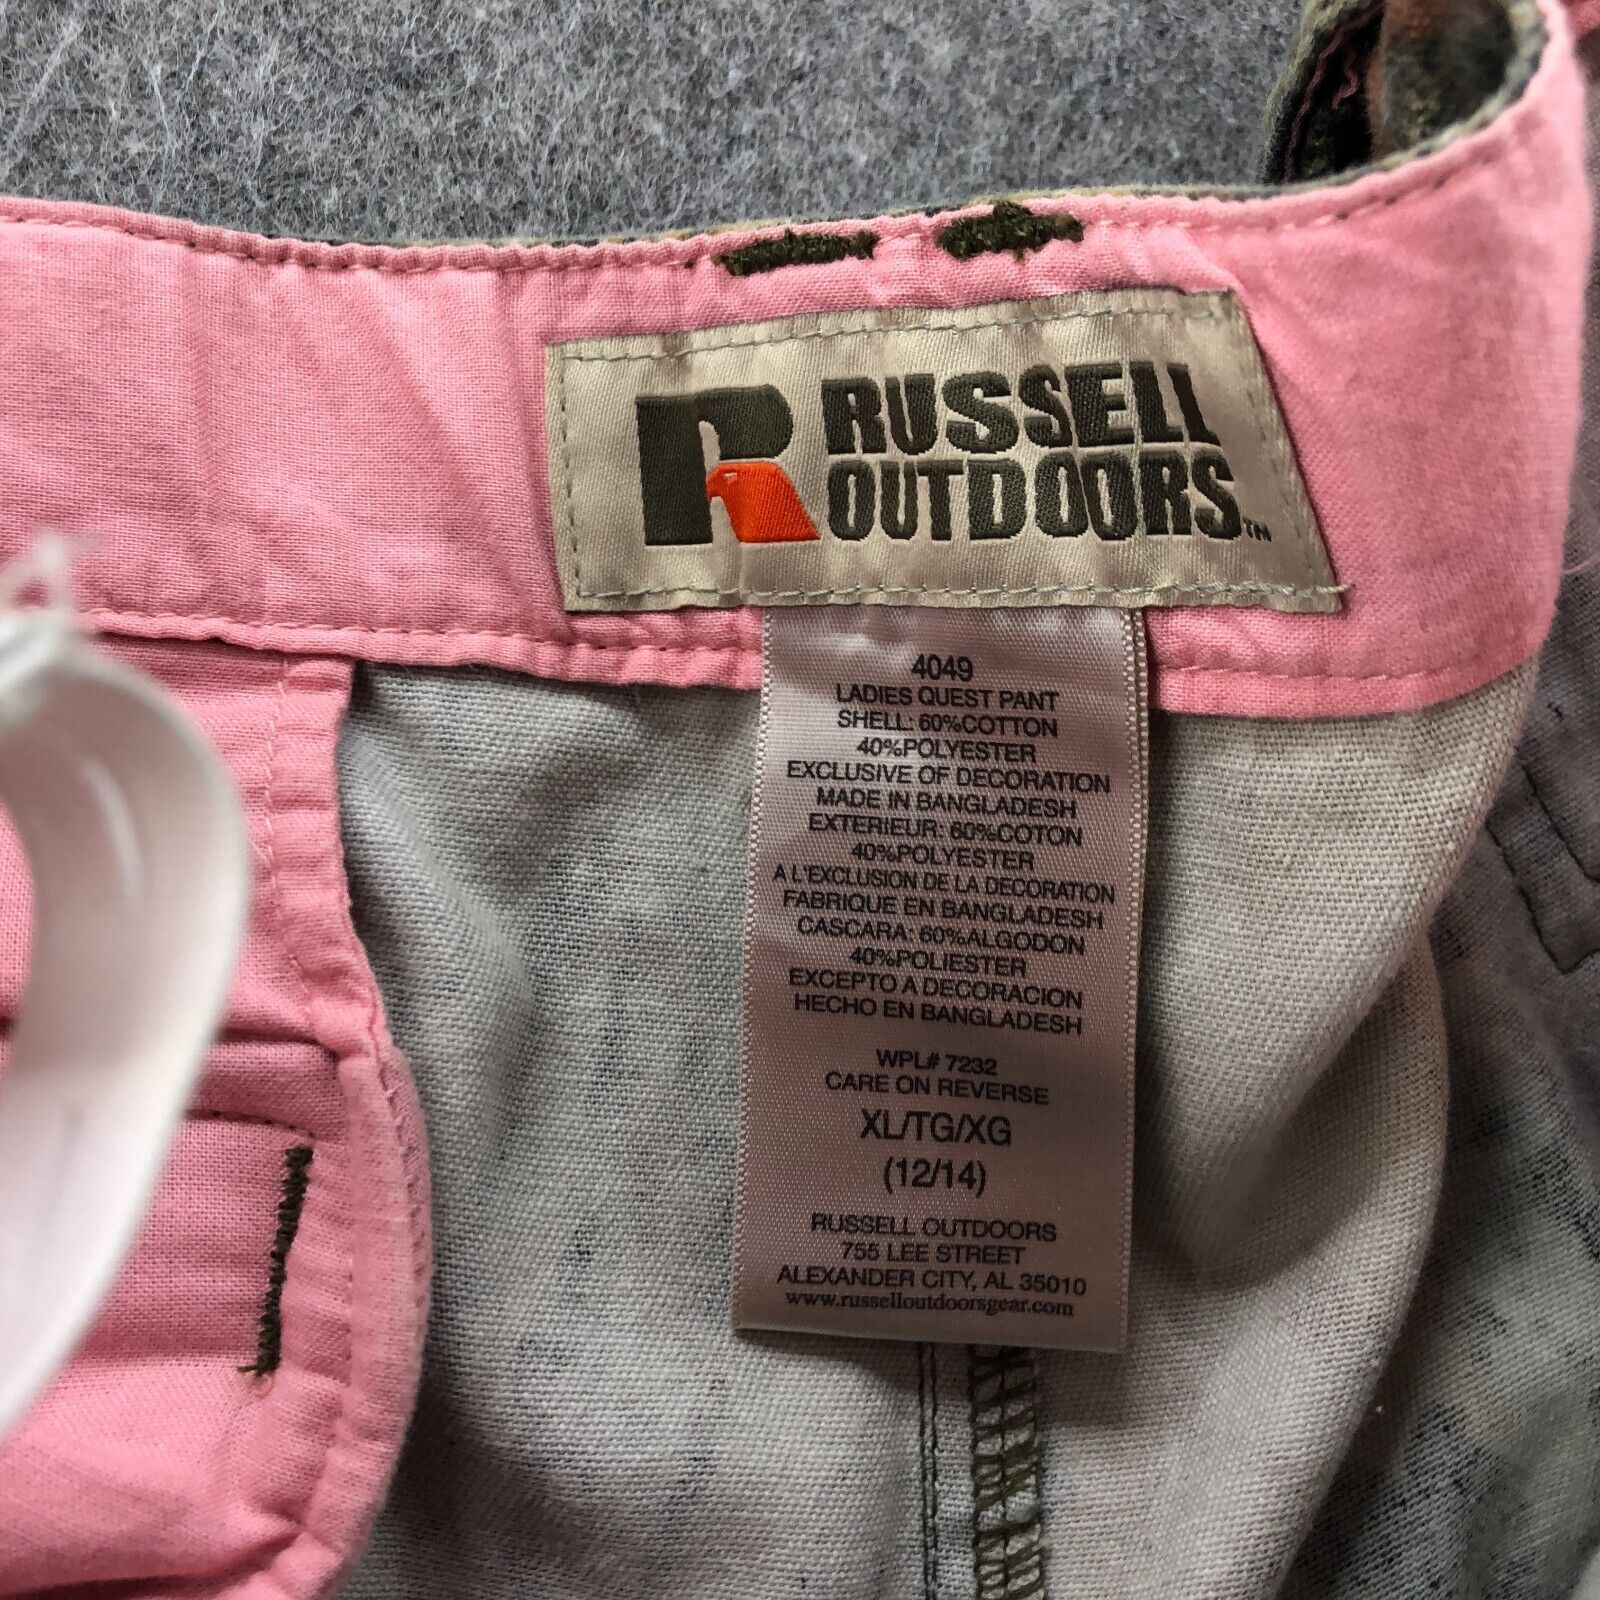 RUSSELL
OUTDOORS™
4049
LADIES QUEST PANT
SHELL: 60%COTTON
40%POLYESTER
EXCLUSIVE OF DECORATION
MADE IN BANGLADESH
EXTERIEUR: 60%COTON
40%POLYESTER
A L'EXCLUSION DE LA DECORATION
FABRIQUE EN BANGLADESH
CASCARA: 60%ALGODON
40%POLIESTER
EXCEPTO A DECORACION
HECHO EN BANGLADESH
WPL# 7232
CARE ON REVERSE
XL/TG/XG
(12/14)
RUSSELL OUTDOORS
755 LEE STREET
ALEXANDER CITY, AL 35010
www.russelloutdoorsgear.com